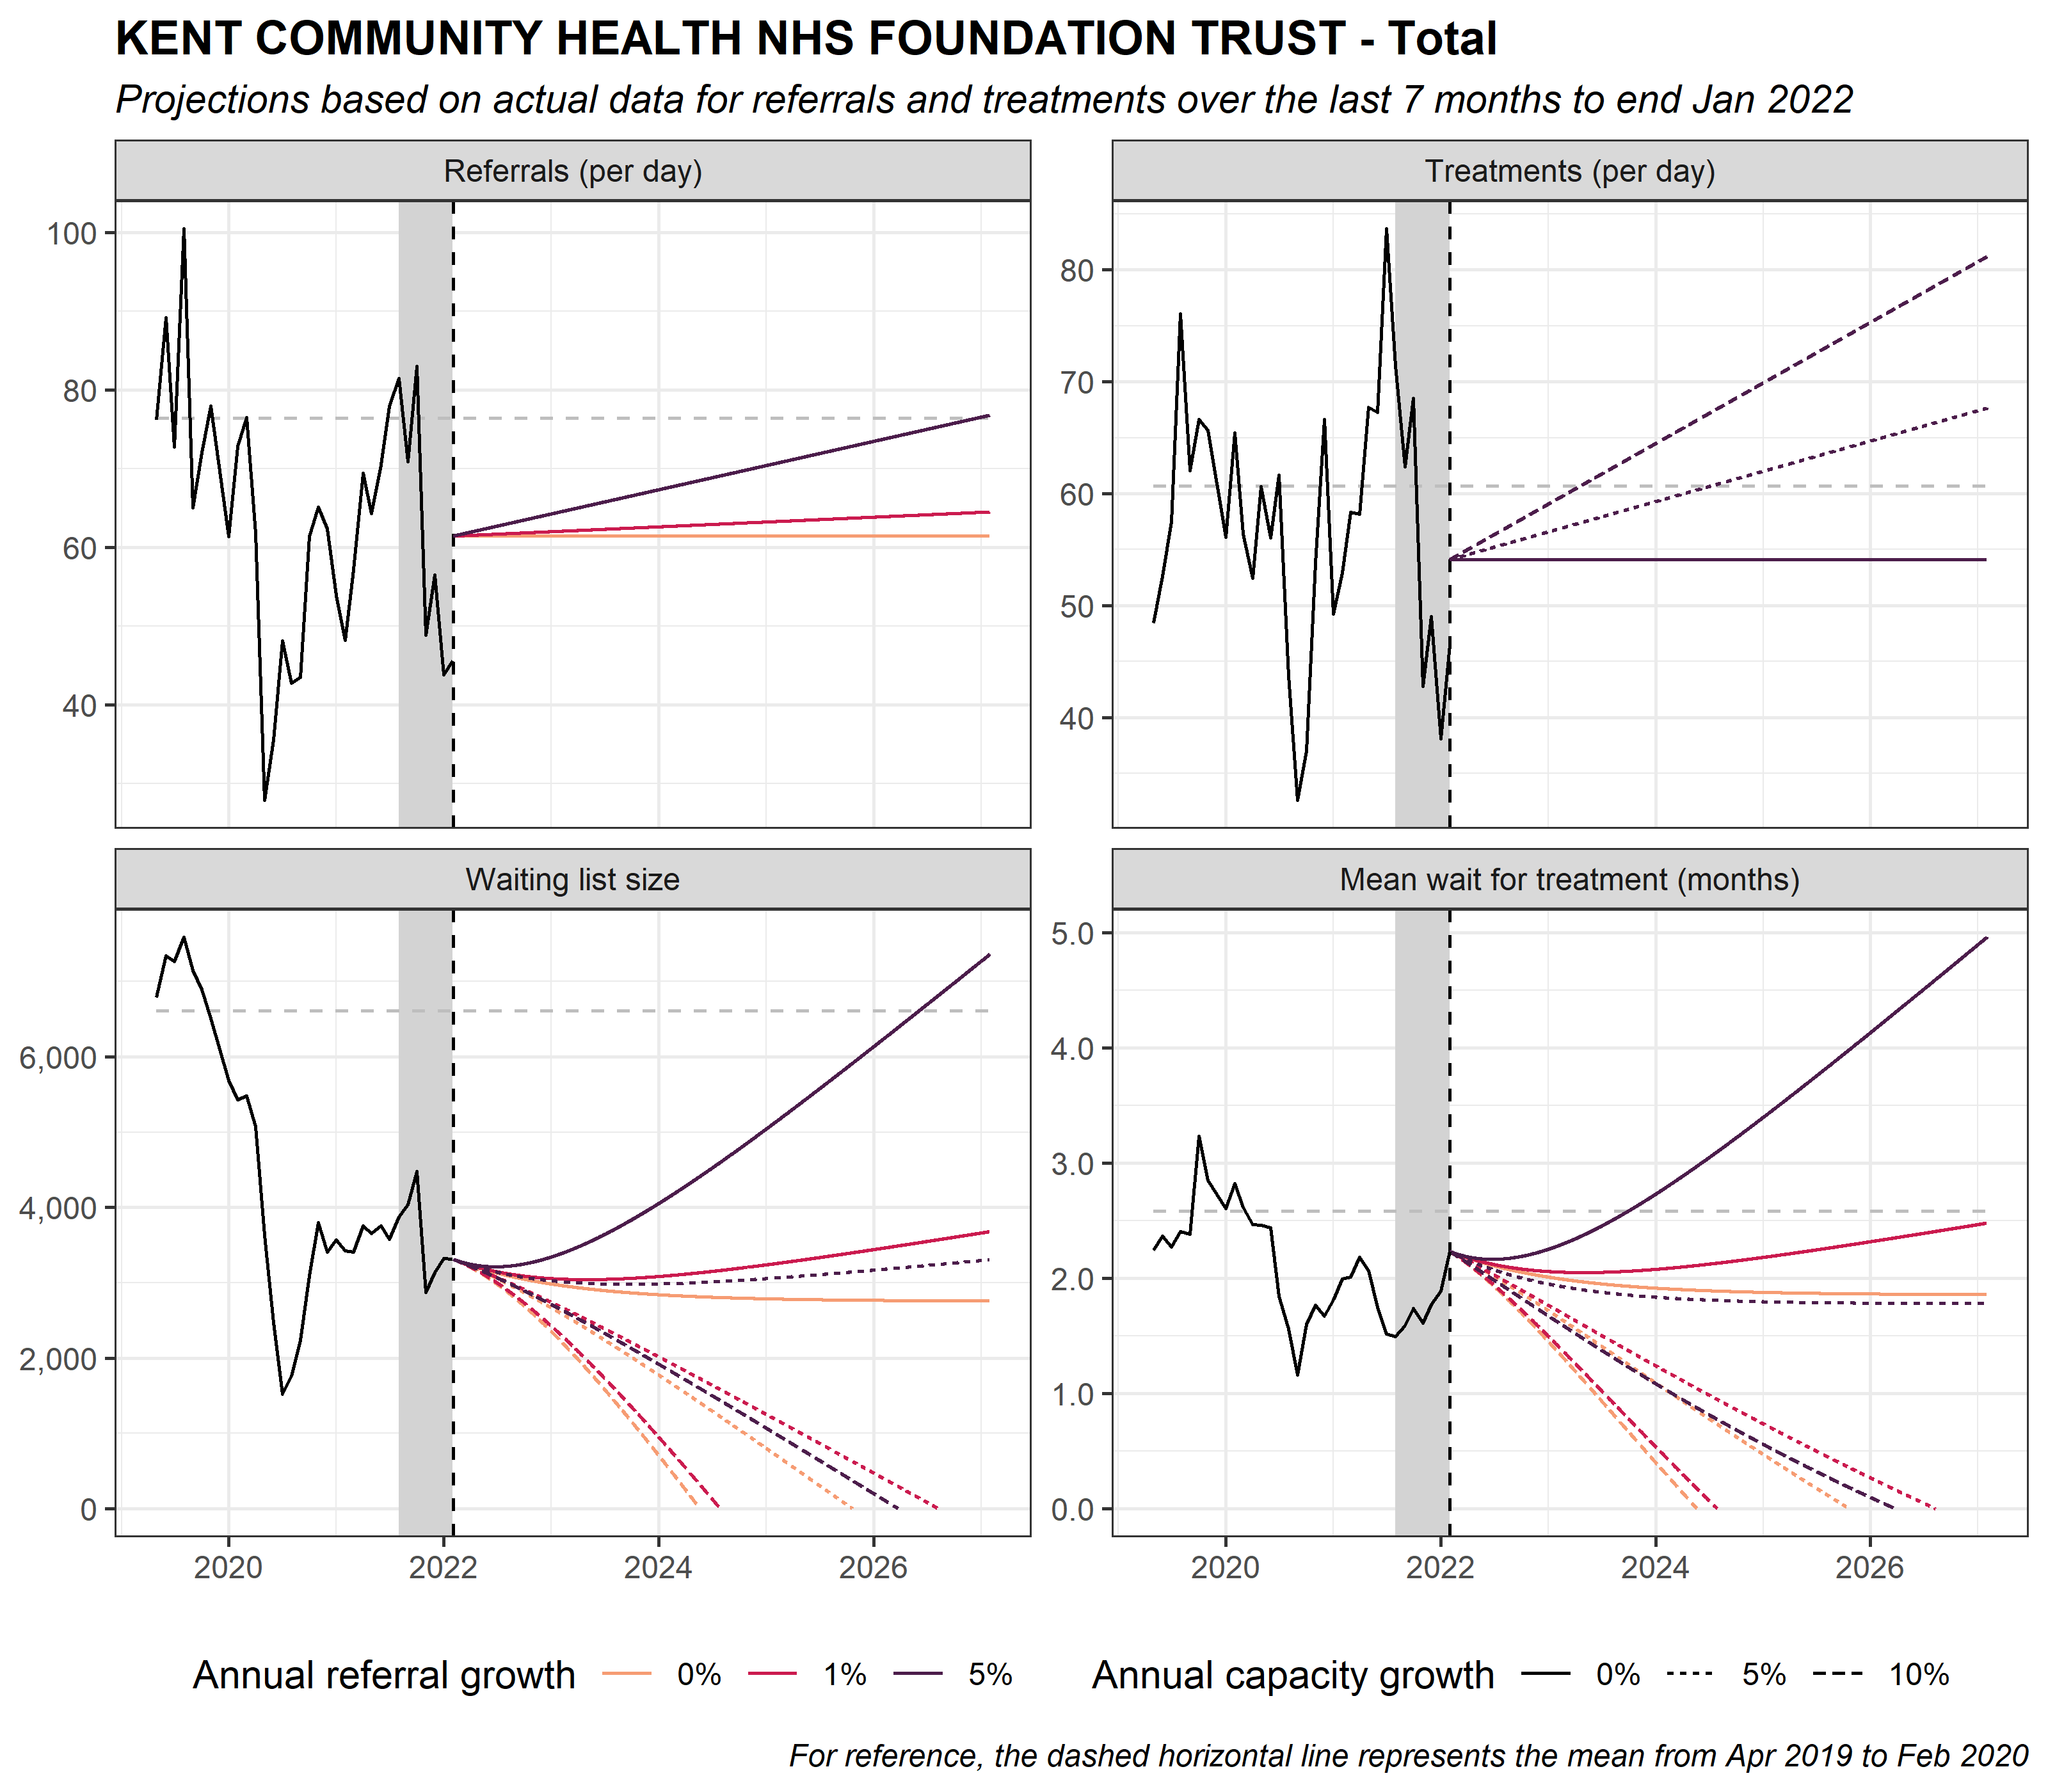 KENT COMMUNITY HEALTH NHS FOUNDATION TRUST - Total
Projections based on actual data for referrals and treatments over the last 7 months to end Jan 2022
Referrals (per day)
100
80
60
40
Treatments (per day)
80
70
60
50
40
Waiting list size
6,000
4,000
2,000
0
2020 2022 2024 2026
Mean wait for treatment (months)
5.0
4.0
3.0
2.0
1.0
0.0
2020 2022 2024 2026
Annual referral growth 0% 1% 5%
Annual capacity growth 0% 5% 10%
For reference, the dashed horizontal line represents the mean from Apr 2019 to Feb 2020